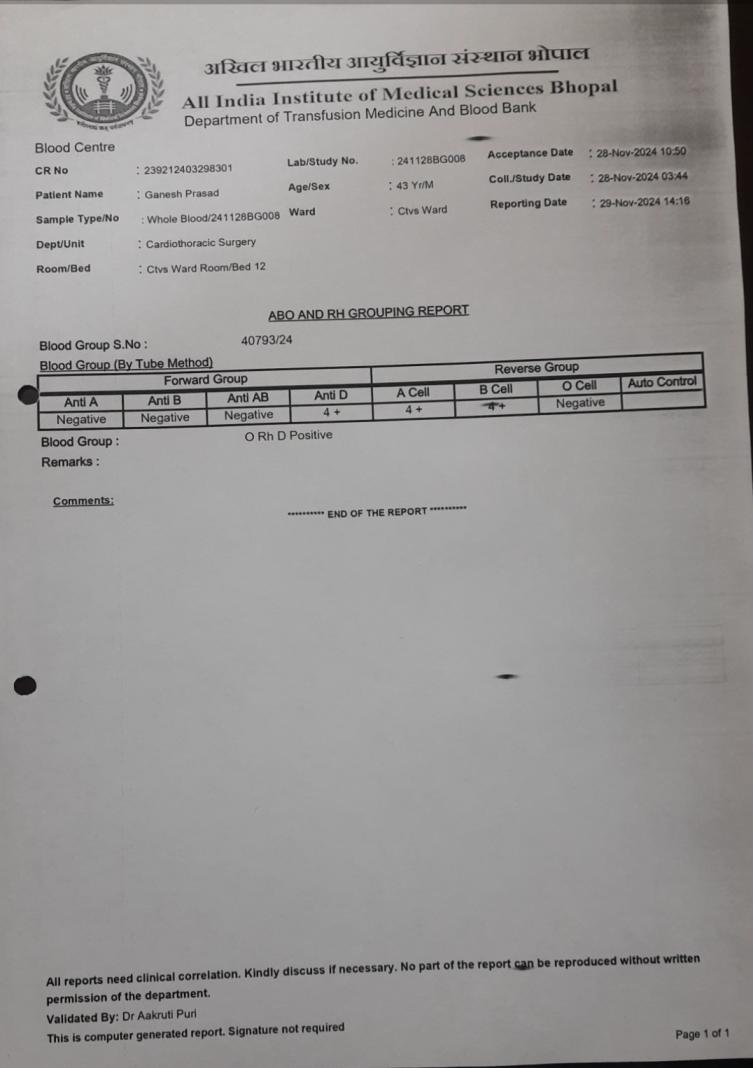 अखिल भारतीय आयुर्विज्ञान संस्थान भोपाल
All India Institute of Medical Sciences Bhopal
Department of Transfusion Medicine And Blood Bank
Blood Centre
CR No : 239212403298301 Lab/Study No. : 241128BG008 Acceptance Date : 28-Nov-2024 10:50
Patient Name : Ganesh Prasad Age/Sex : 43 Yr/M Coll./Study Date : 28-Nov-2024 03:44
Sample Type/No : Whole Blood/241128BG008 Ward : Ctvs Ward Reporting Date : 29-Nov-2024 14:16
Dept/Unit : Cardiothoracic Surgery
Room/Bed : Ctvs Ward Room/Bed 12
ABO AND RH GROUPING REPORT
Blood Group S.No : 40793/24
Blood Group (By Tube Method)
Forward Group Reverse Group
Anti A Anti B Anti AB Anti D A Cell B Cell O Cell Auto Control
Negative Negative Negative 4 + 4 + 4 + Negative
Blood Group : O Rh D Positive
Remarks :
Comments:
********** END OF THE REPORT **********
All reports need clinical correlation. Kindly discuss if necessary. No part of the report can be reproduced without written
permission of the department.
Validated By: Dr Aakruti Puri
This is computer generated report. Signature not required
Page 1 of 1